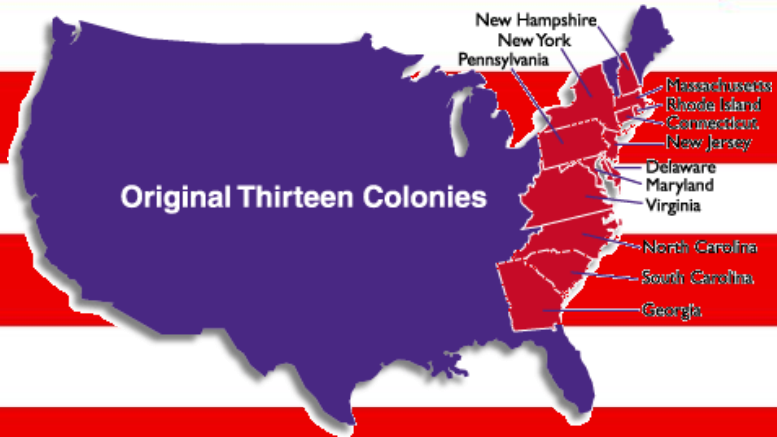 New Hampshire
New York
Pennsylvania
Massachusetts
Rhode Island
Connecticut
New Jersey
Delaware
Maryland
Original Thirteen Colonies
Virginia
North Carolina
South Carolina
Georgia